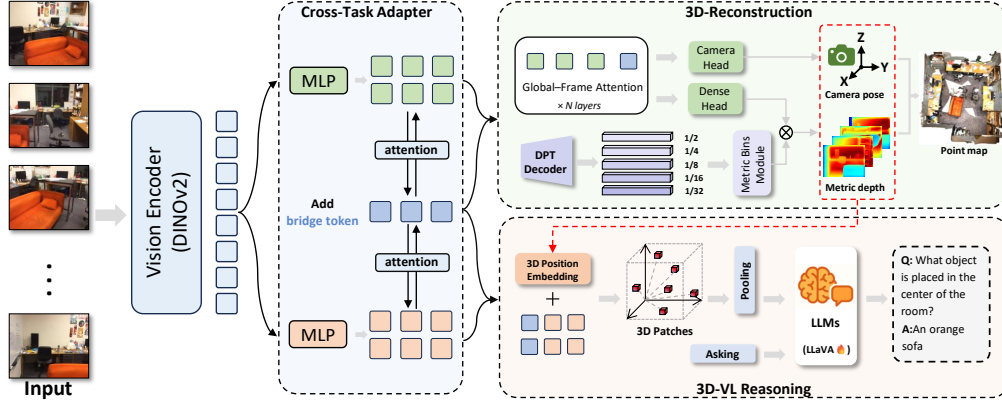 Input
Vision Encoder
(DINOv2)
Cross-Task Adapter
MLP
attention
Add
bridge token
attention
MLP
3D-Reconstruction
Global–Frame Attention
× N layers
Camera
Head
Dense
Head
DPT
Decoder
1/2
1/4
1/8
1/16
1/32
Metric Bins
Module
Z
Y
X
Camera pose
Metric depth
Point map
3D Position
Embedding
+
3D Patches
Pooling
Asking
LLMs
(LLaVA 🔥)
Q: What object
is placed in the
center of the
room?
A:An orange
sofa
3D-VL Reasoning